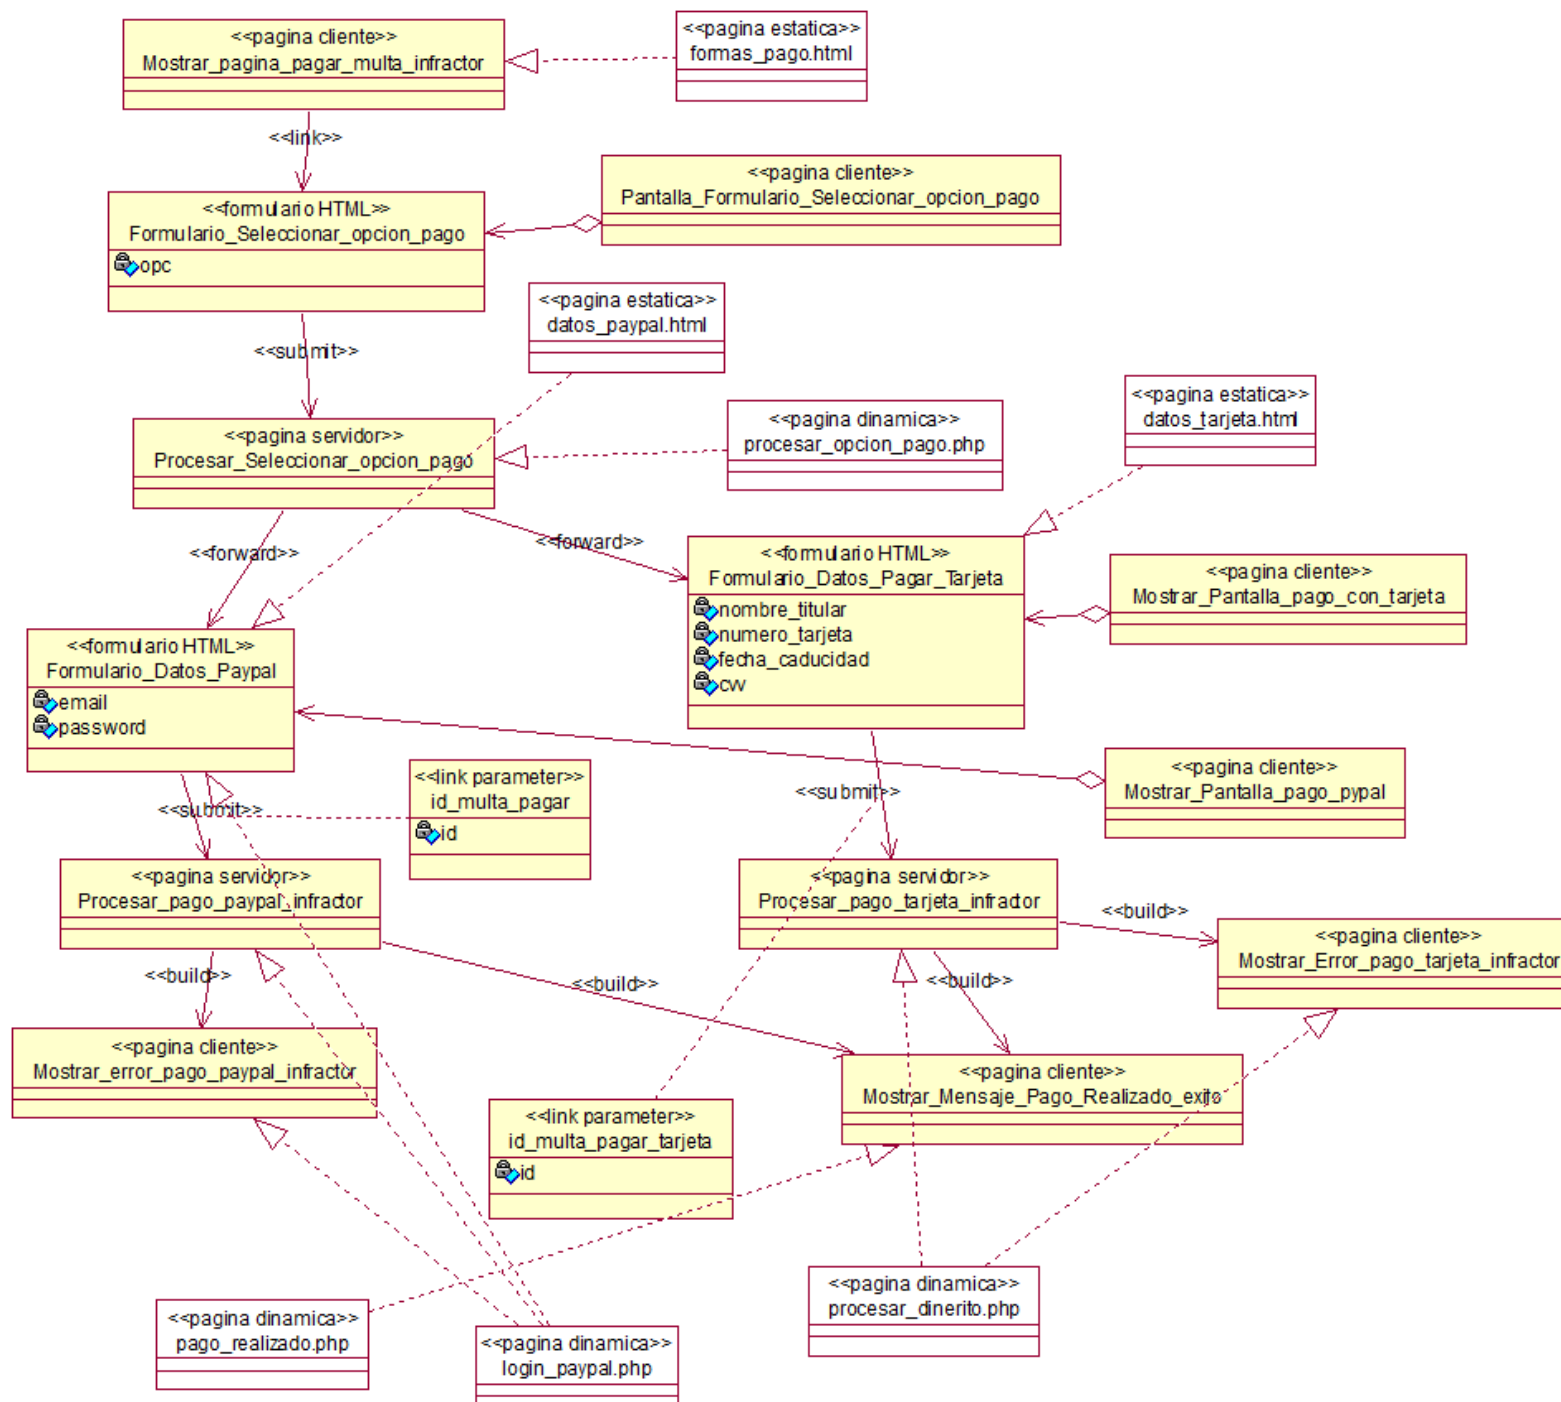 <<pagina cliente>>
Mostrar_pagina_pagar_multa_infractor
<<pagina estatica>>
formas_pago.html
<<link>>
<<pagina cliente>>
Pantalla_Formulario_Seleccionar_opcion_pago
<<formulario HTML>>
Formulario_Seleccionar_opcion_pago
opc
<<pagina estatica>>
datos_paypal.html
<<submit>>
<<pagina estatica>>
datos_tarjeta.html
<<pagina servidor>>
Procesar_Seleccionar_opcion_pago
<<pagina dinamica>>
procesar_opcion_pago.php
<<forward>>
<<forward>>
<<formulario HTML>>
Formulario_Datos_Pagar_Tarjeta
nombre_titular
numero_tarjeta
fecha_caducidad
cvv
<<pagina cliente>>
Mostrar_Pantalla_pago_con_tarjeta
<<formulario HTML>>
Formulario_Datos_Paypal
email
password
<<link parameter>>
id_multa_pagar
id
<<pagina cliente>>
Mostrar_Pantalla_pago_pypal
<<submit>>
<<submit>>
<<pagina servidor>>
Procesar_pago_paypal_infractor
<<pagina servidor>>
Procesar_pago_tarjeta_infractor
<<build>>
<<pagina cliente>>
Mostrar_Error_pago_tarjeta_infractor
<<build>>
<<build>>
<<build>>
<<pagina cliente>>
Mostrar_error_pago_paypal_infractor
<<pagina cliente>>
Mostrar_Mensaje_Pago_Realizado_exito
<<link parameter>>
id_multa_pagar_tarjeta
id
<<pagina dinamica>>
procesar_dinerito.php
<<pagina dinamica>>
pago_realizado.php
<<pagina dinamica>>
login_paypal.php